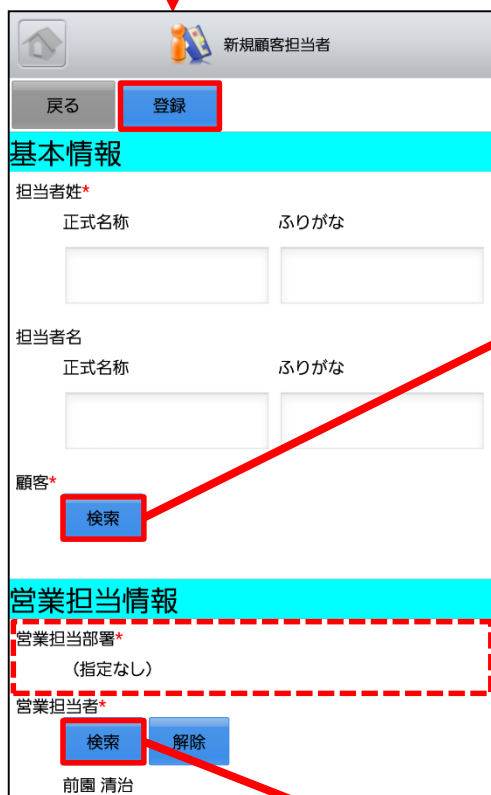 新規顧客担当者
戻る 登録
基本情報
担当者姓*
正式名称 ふりがな
担当者名
正式名称 ふりがな
顧客*
検索
営業担当情報
営業担当部署*
（指定なし）
営業担当者*
検索 解除
前園 清治